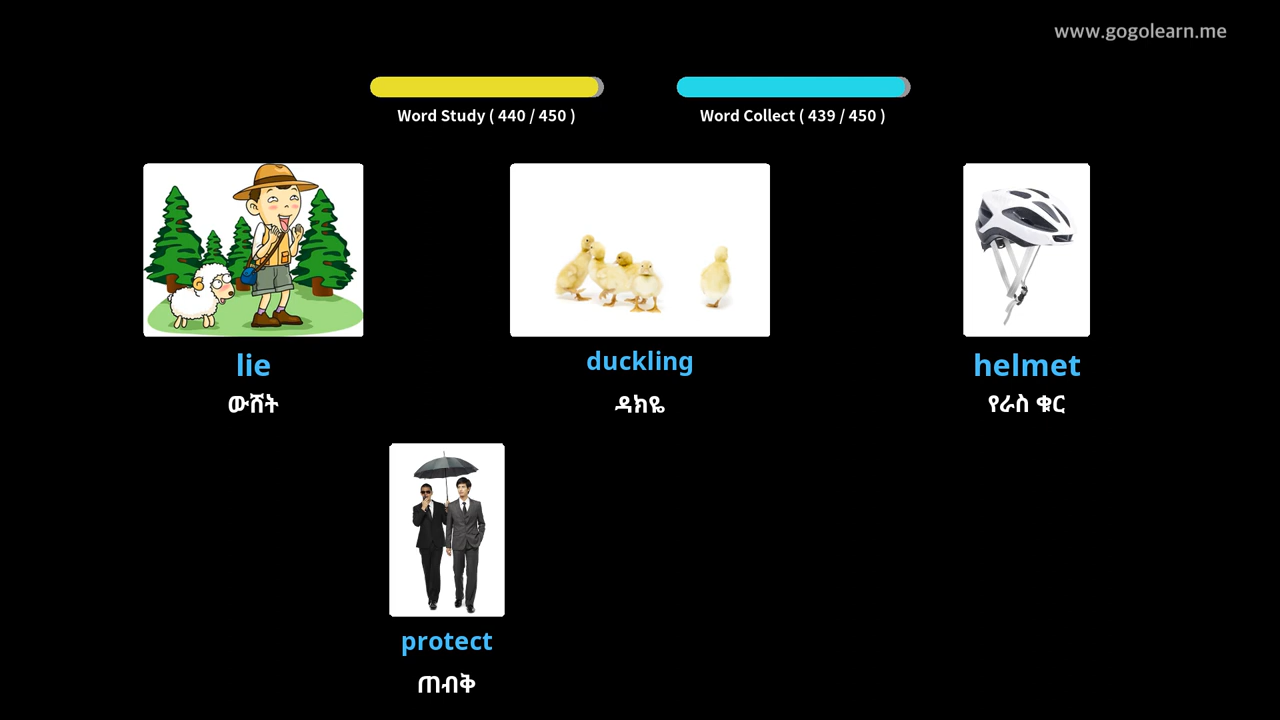 www.gogolearn.me
Word Study ( 440 / 450 )
Word Collect ( 439 / 450 )
lie
duckling
helmet
ውሸት
ዳክዬ
የራስ ቁር
protect
ጠብቅ